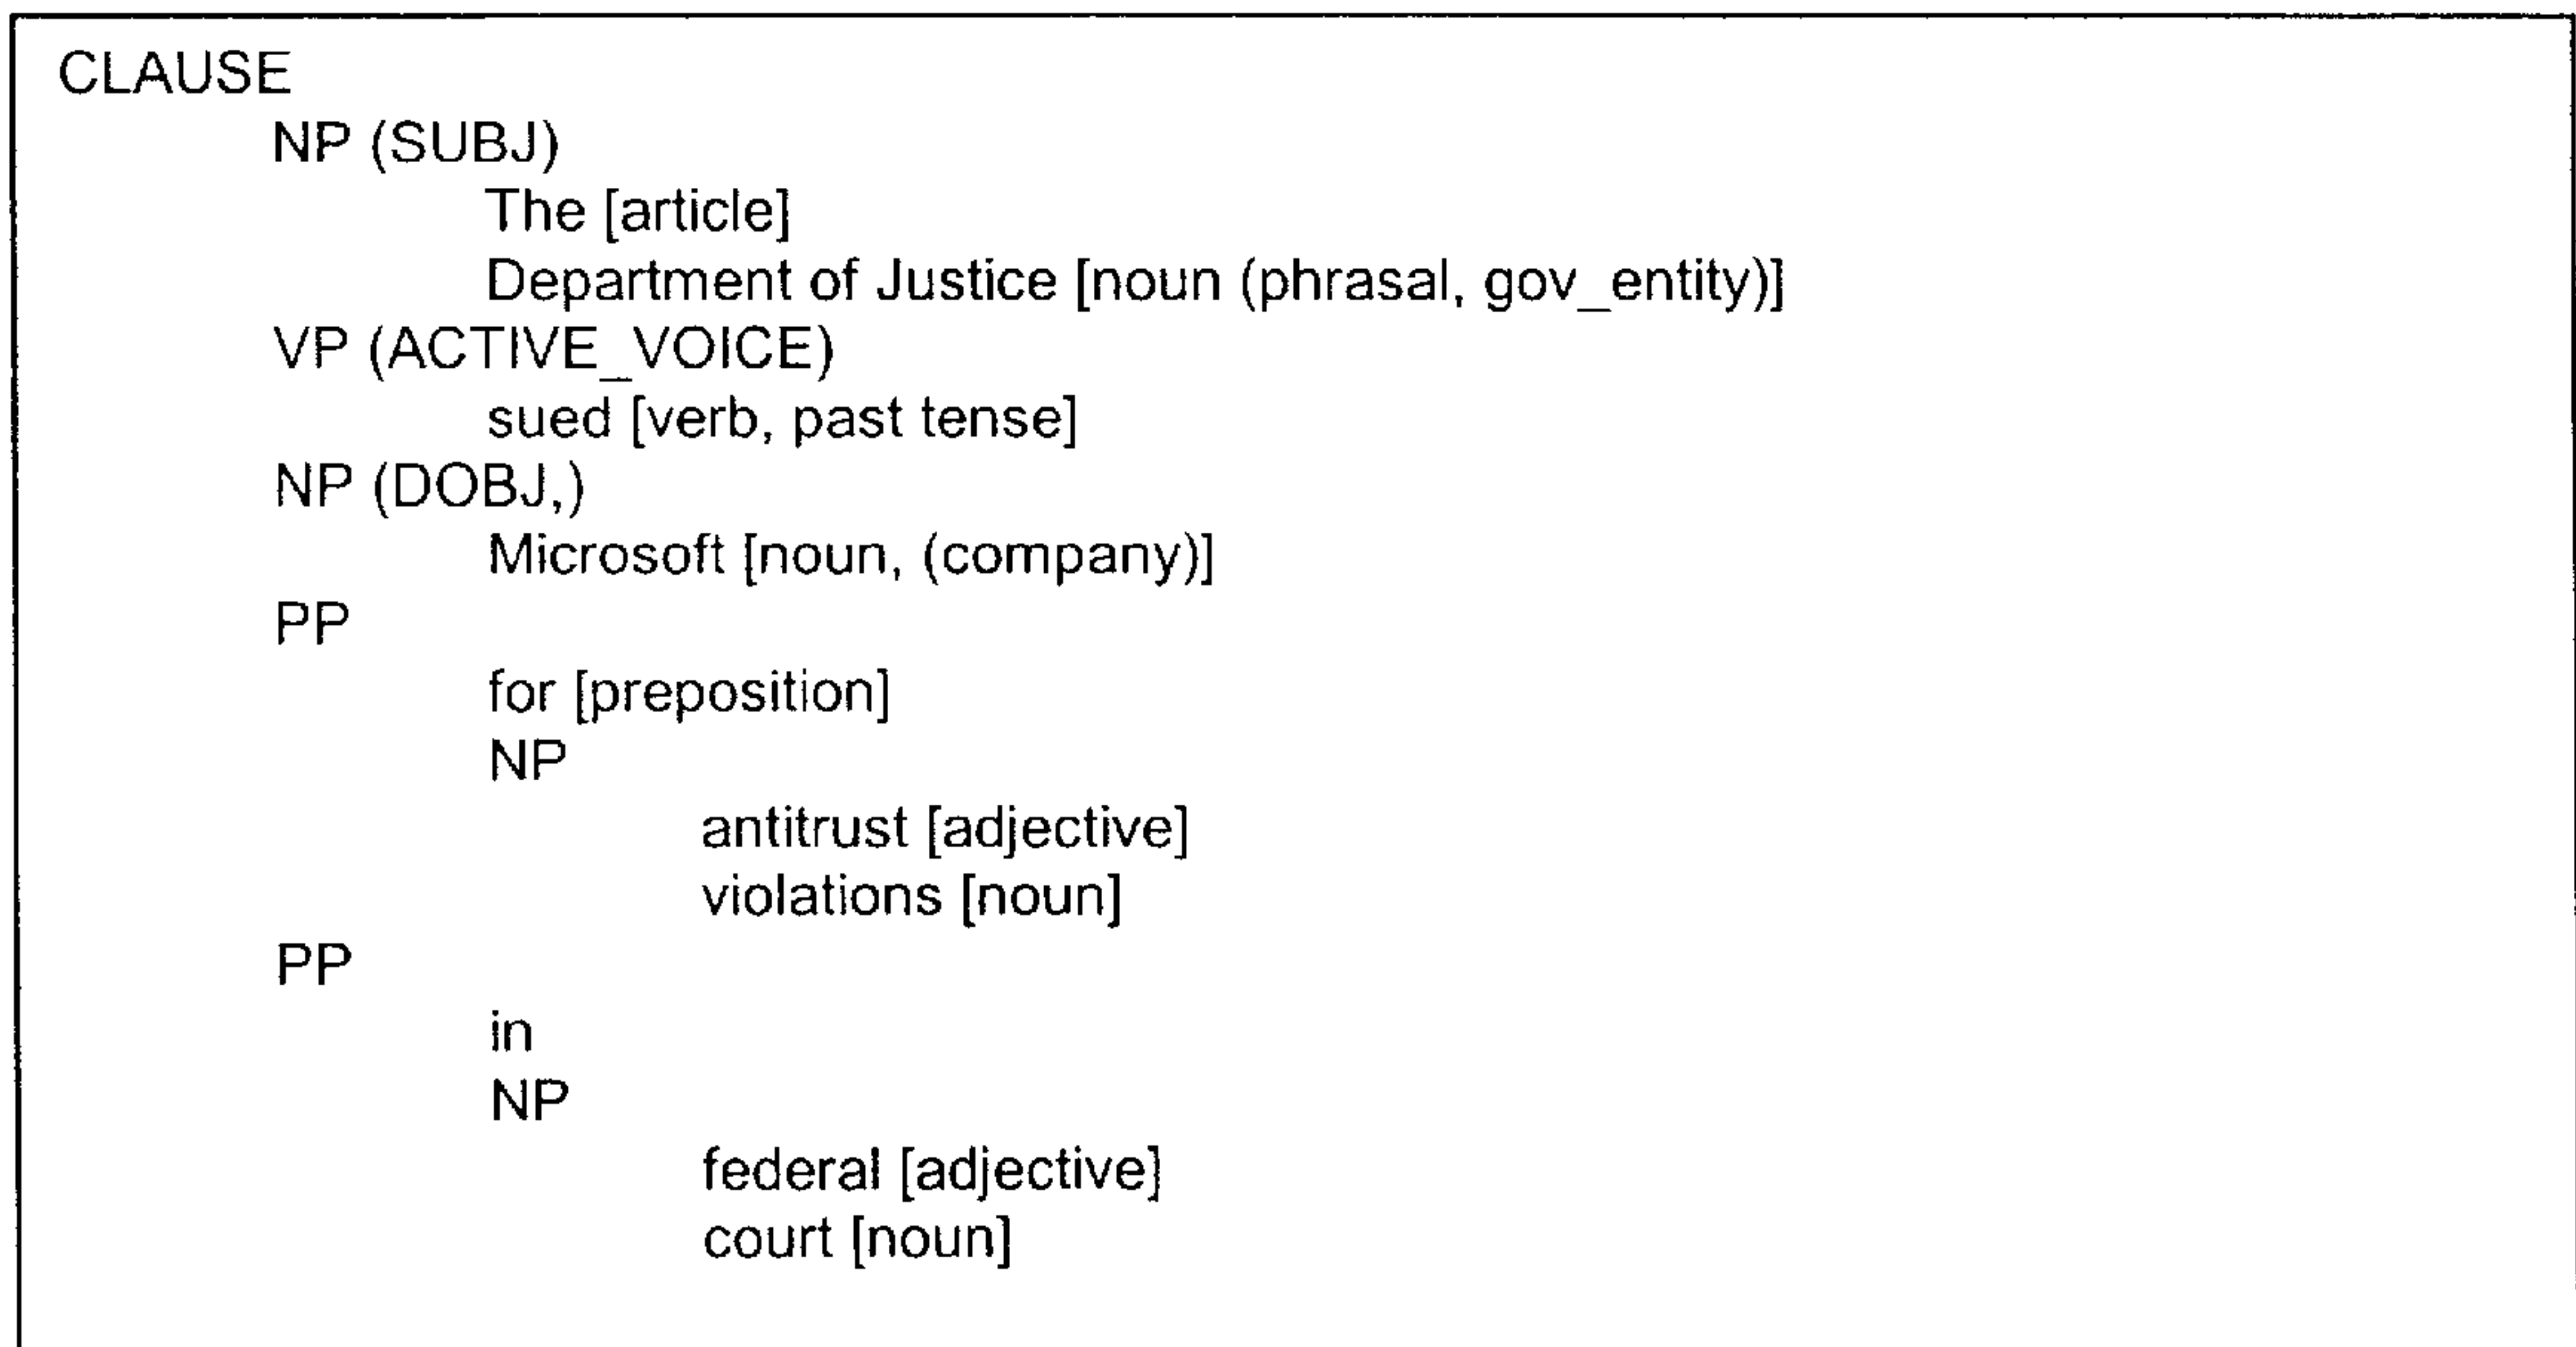 CLAUSE
NP (SUBJ)
The [article]
Department of Justice [noun (phrasal, gov_entity)]
VP (ACTIVE_VOICE)
sued [verb, past tense]
NP (DOBJ,)
Microsoft [noun, (company)]
PP
for [preposition]
NP
antitrust [adjective]
violations [noun]
PP
in
NP
federal [adjective]
court [noun]